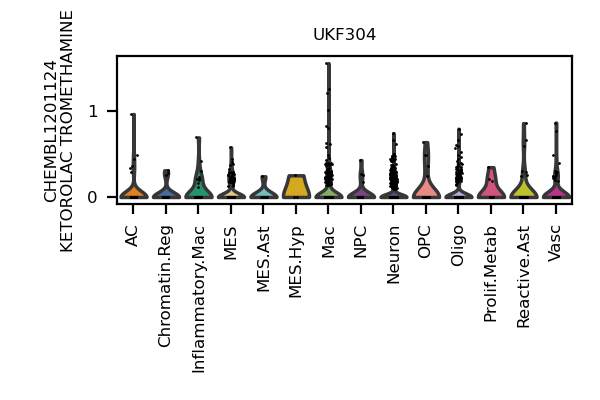 UKF304
CHEMBL1201124
KETOROLAC TROMETHAMINE
1
0
AC
Chromatin.Reg
Inflammatory.Mac
MES
MES.Ast
MES.Hyp
Mac
NPC
Neuron
OPC
Oligo
Prolif.Metab
Reactive.Ast
Vasc